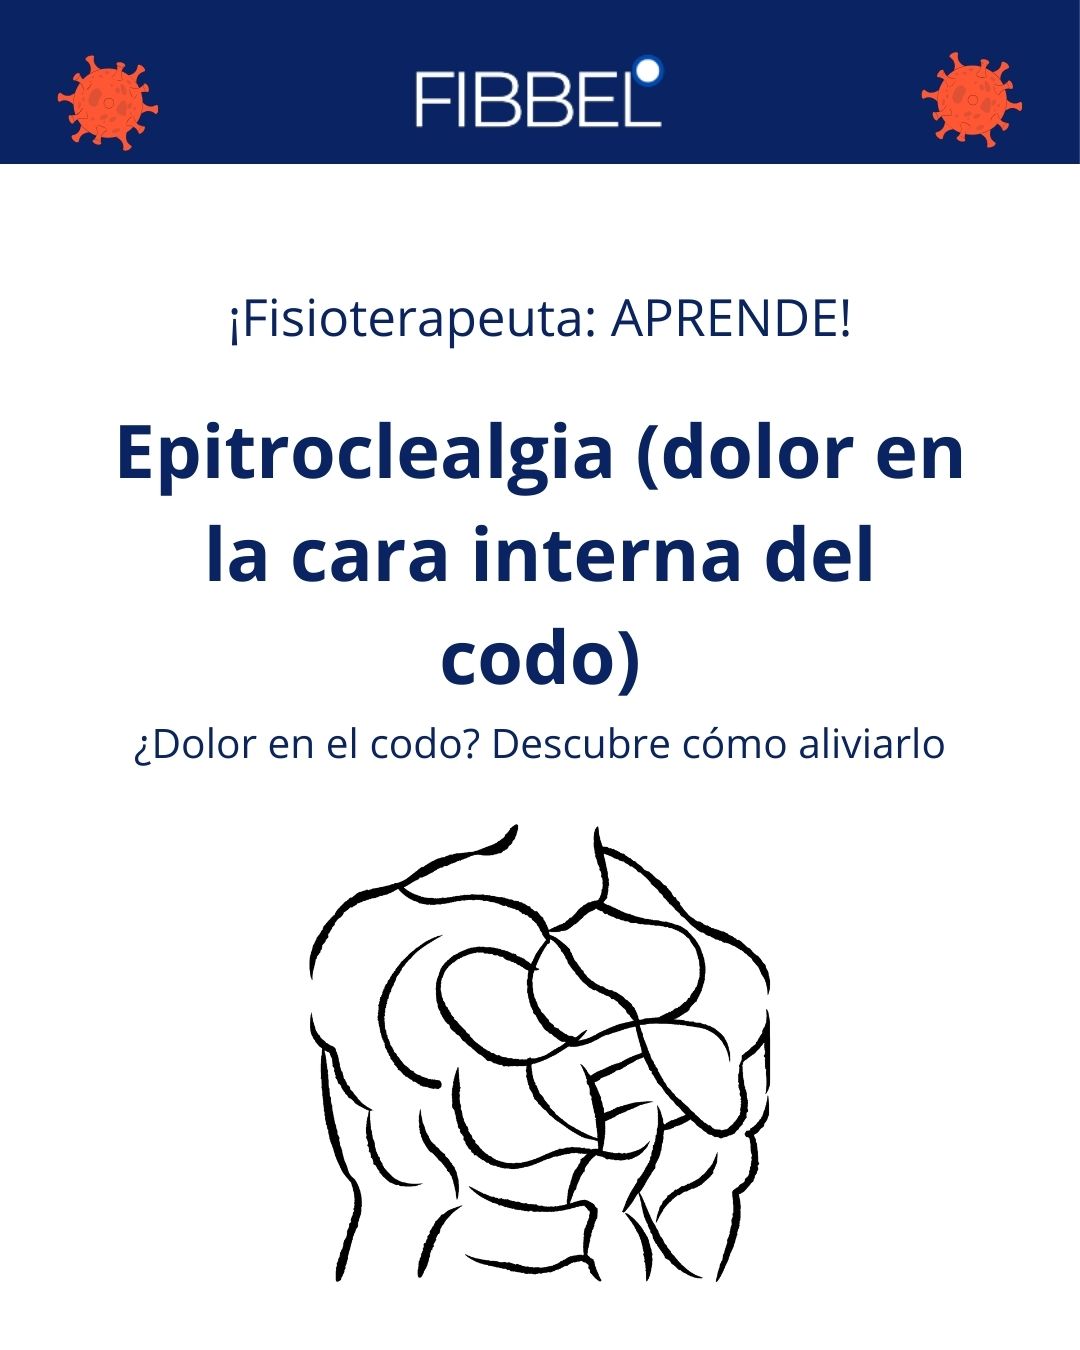 FIBBEL
¡Fisioterapeuta: APRENDE!
Epitroclealgia (dolor en
la cara interna del
codo)
¿Dolor en el codo? Descubre cómo aliviarlo